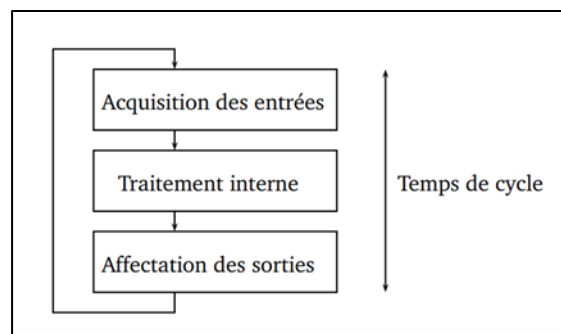 Acquisition des entrées
Traitement interne
Temps de cycle
Affectation des sorties